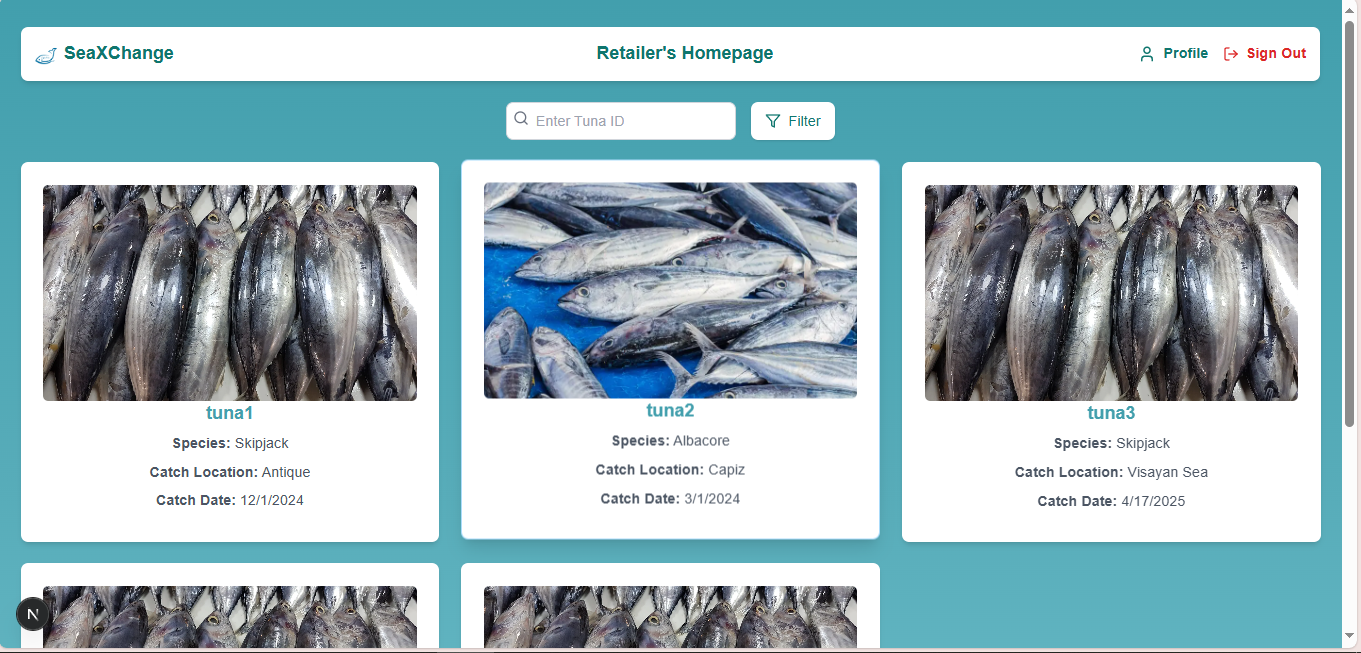 SeaXChange
Retailer's Homepage
Profile
Sign Out
Enter Tuna ID
Filter
tuna1
Species: Skipjack
Catch Location: Antique
Catch Date: 12/1/2024
tuna2
Species: Albacore
Catch Location: Capiz
Catch Date: 3/1/2024
tuna3
Species: Skipjack
Catch Location: Visayan Sea
Catch Date: 4/17/2025
N